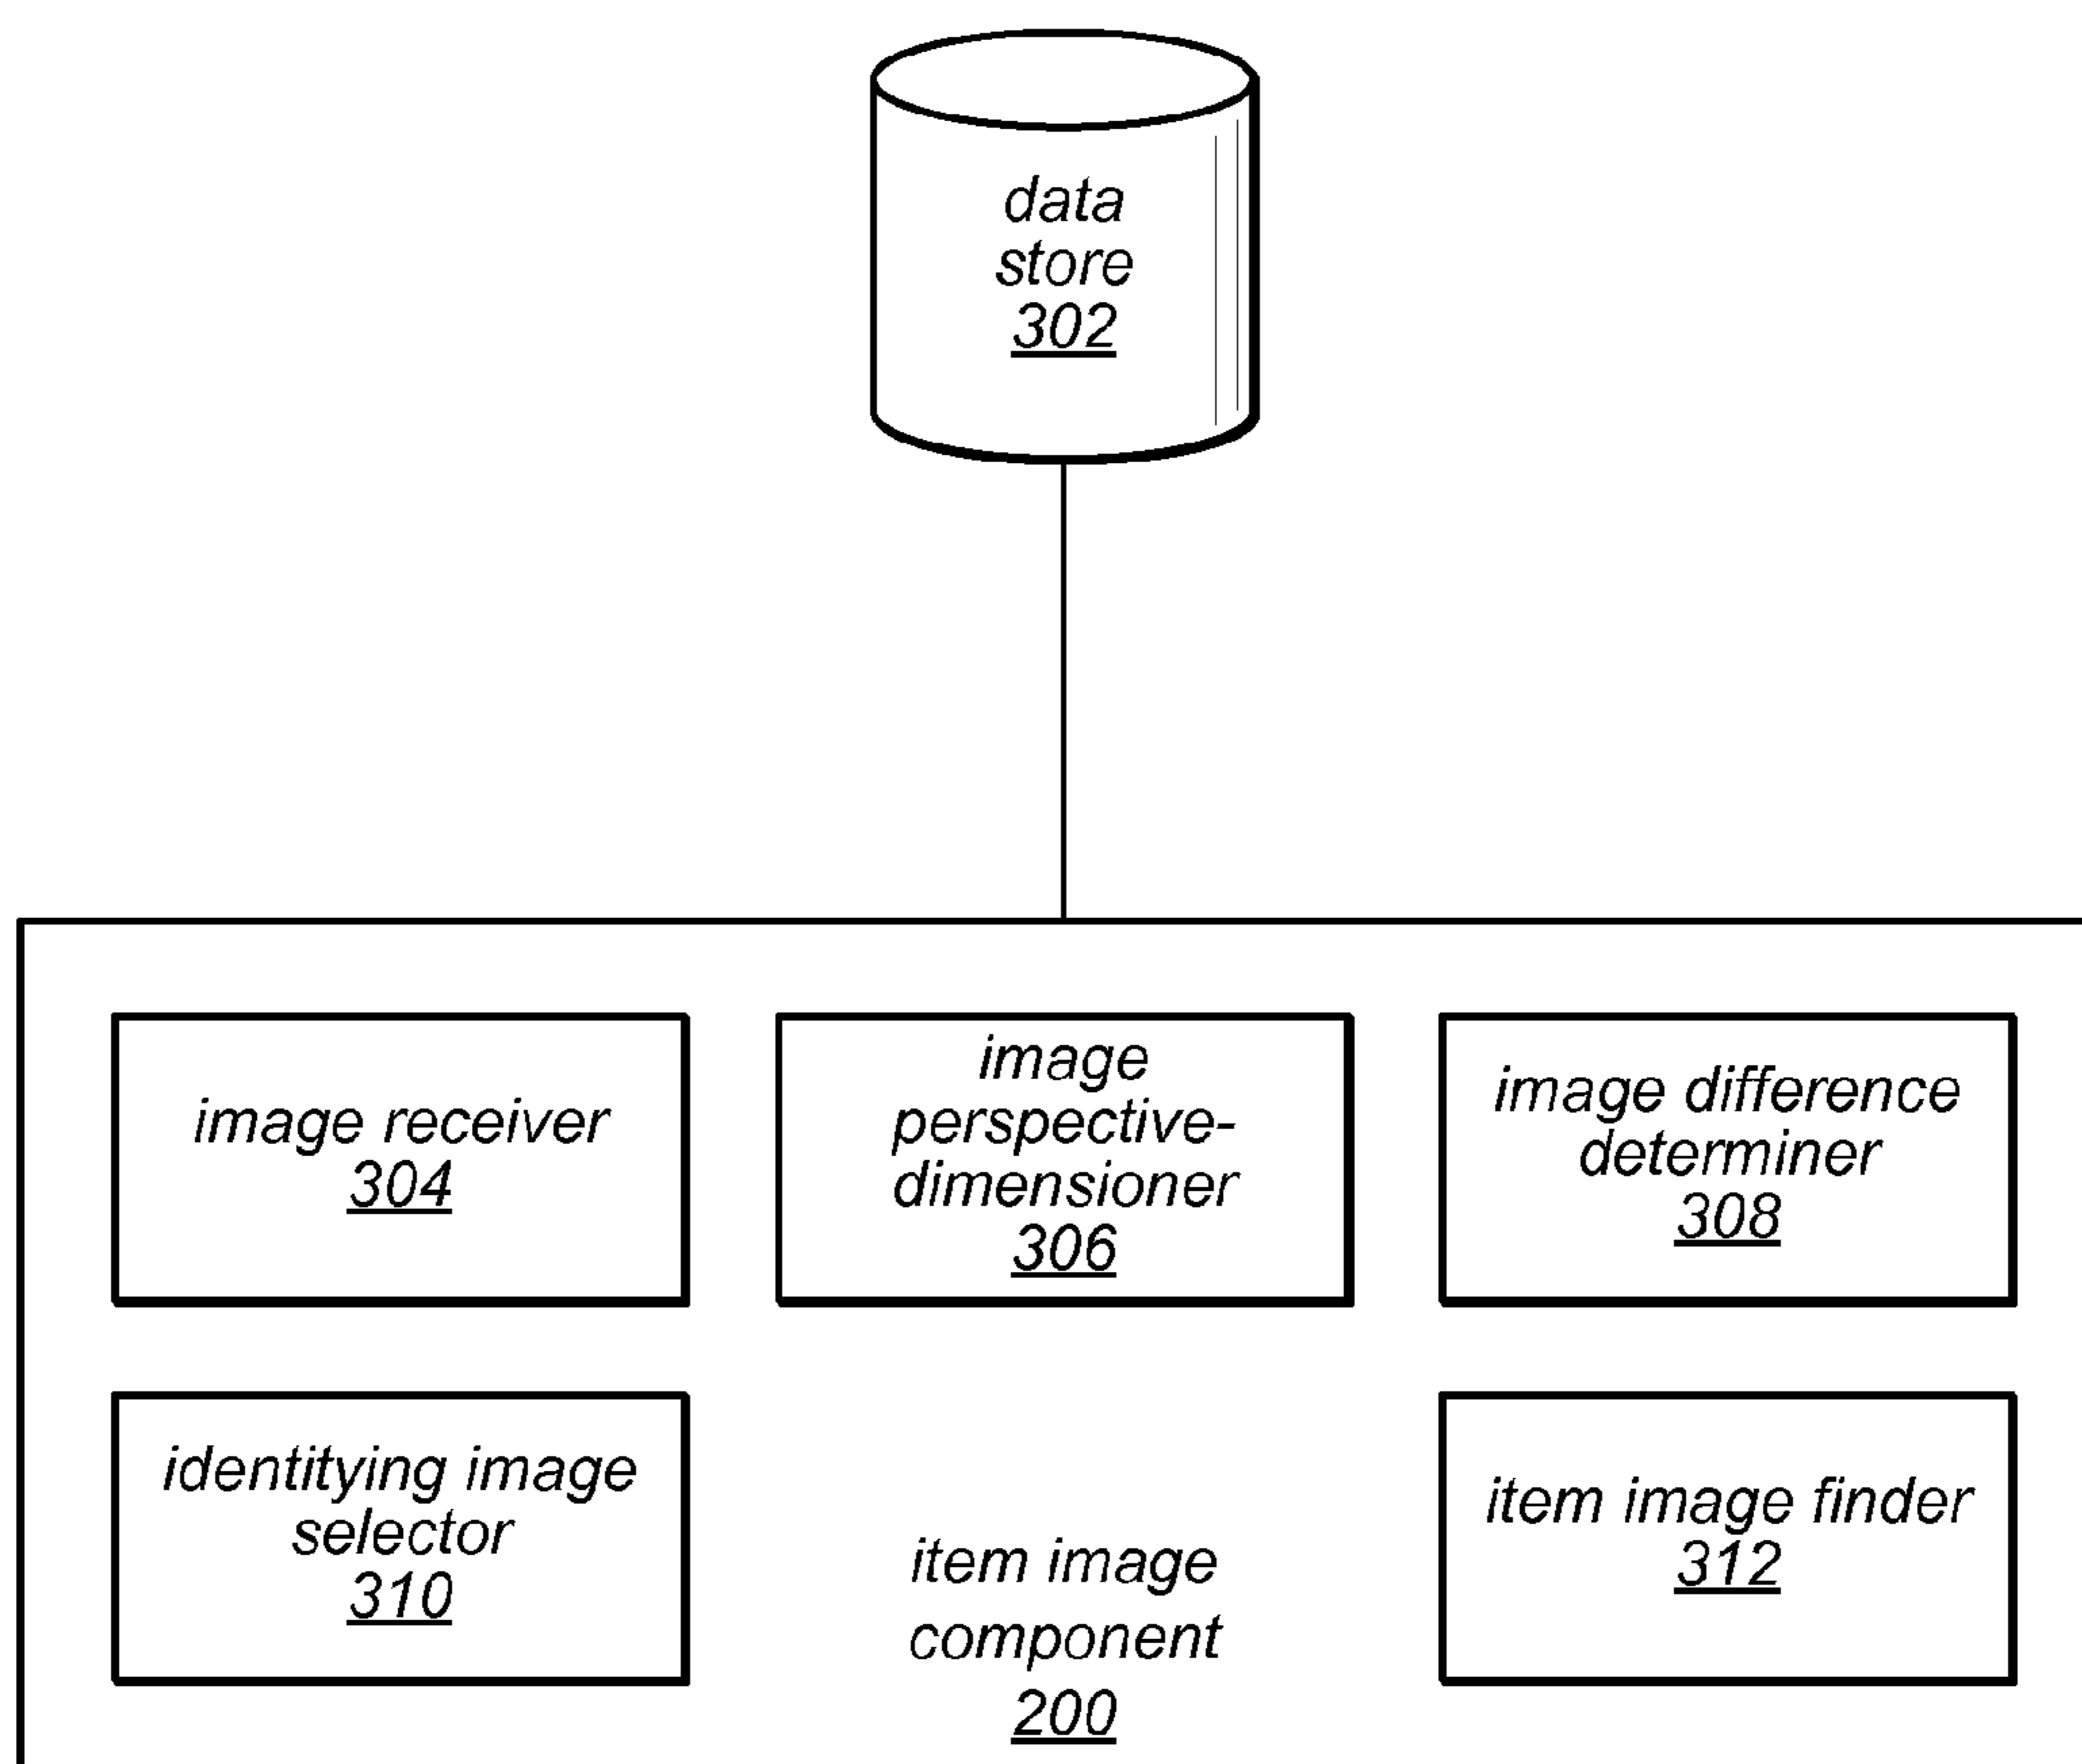 data
store
302
image receiver
304
image
perspective-
dimensioner
306
image difference
determiner
308
identitying image
selector
310
item image
component
200
item image finder
312